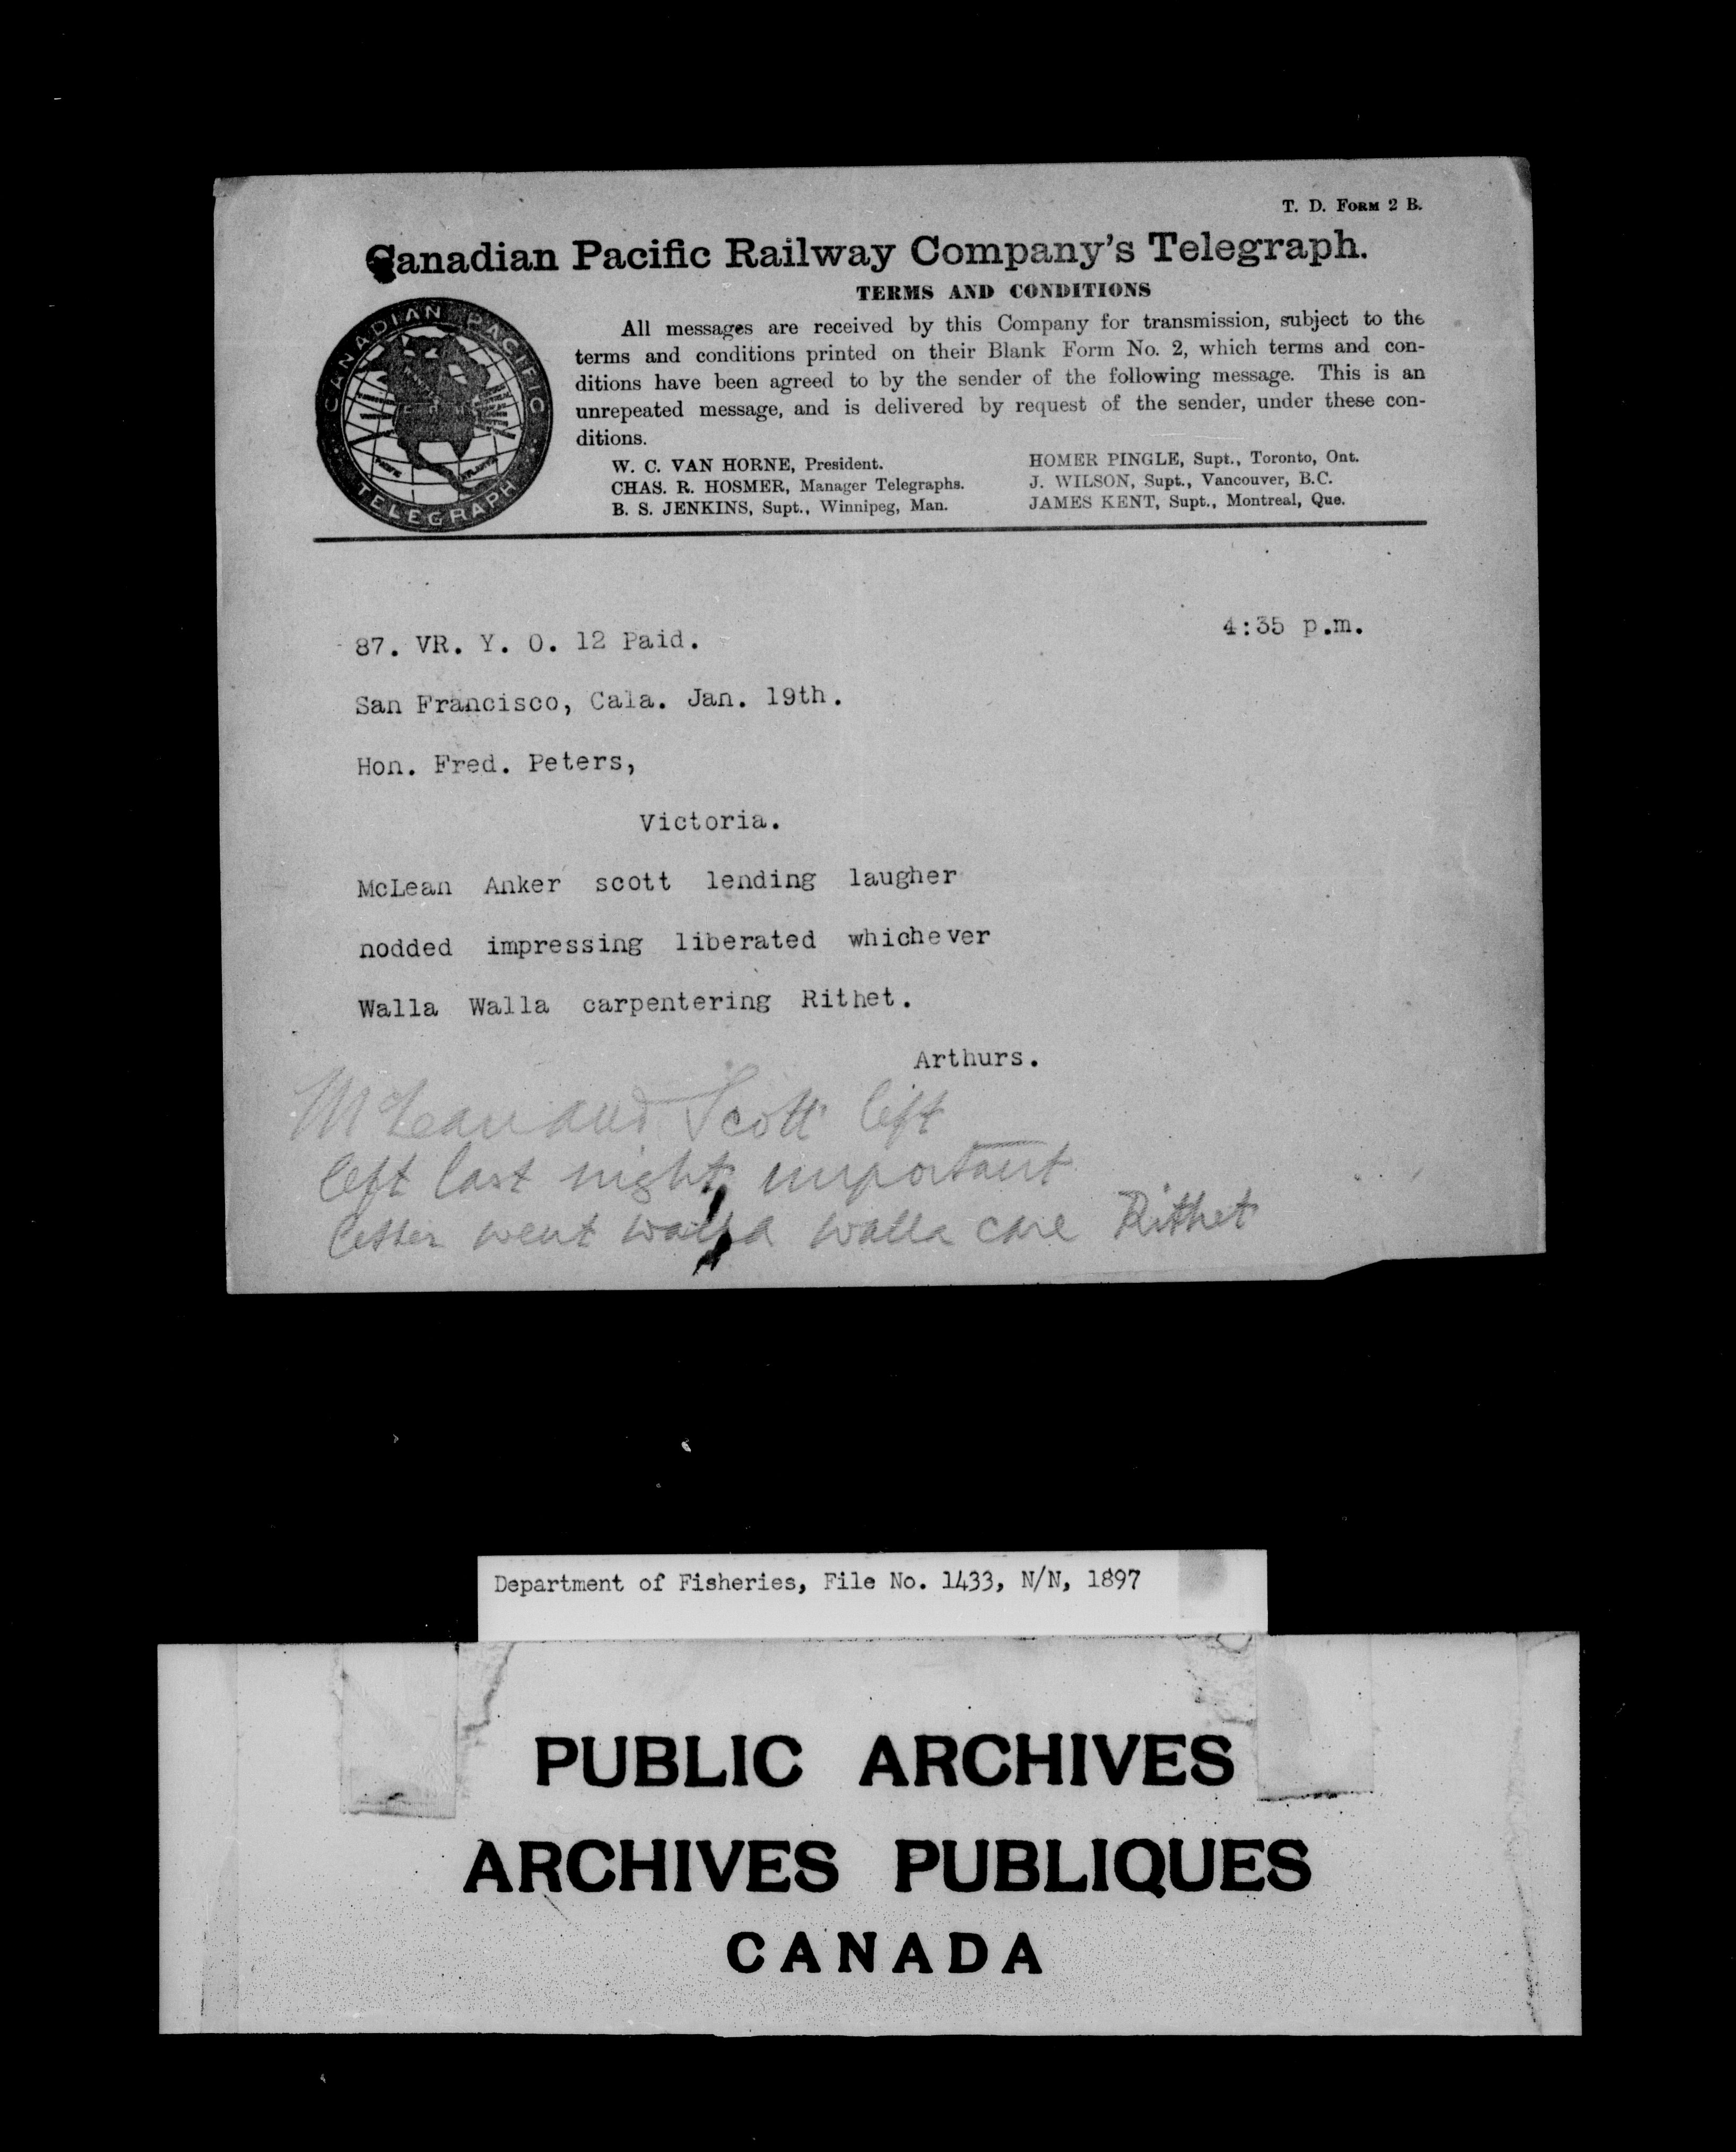 T. D. FORM 2 B.
Canadian Pacific Railway Company's Telegraph.
TERMS AND CONDITIONS
All messages are received by this Company for transmission, subject to the
terms and conditions printed on their Blank Form No. 2, which terms and con-
ditions have been agreed to by the sender of the following message. This is an
unrepeated message, and is delivered by request of the sender, under these con-
ditions.
W. C. VAN HORNE, President.
CHAS. R. HOSMER, Manager Telegraphs.
B. S. JENKINS, Supt., Winnipeg, Man.
HOMER PINGLE, Supt., Toronto, Ont.
J. WILSON, Supt., Vancouver, B.C.
JAMES KENT, Supt., Montreal, Que.
CANADIAN PACIFIC
TELEGRAPH
4:35 p.m.
87. VR. Y. O. 12 Paid.
San Francisco, Cala. Jan. 19th.
Hon. Fred. Peters,
Victoria.
McLean Anker scott lending laugher
nodded impressing liberated whichever
Walla Walla carpentering Rithet.
Arthurs.
McLean and Scott left
left last night important
letter went walla walla care Rithet
Department of Fisheries, File No. 1433, N/N, 1897
PUBLIC ARCHIVES
ARCHIVES PUBLIQUES
CANADA